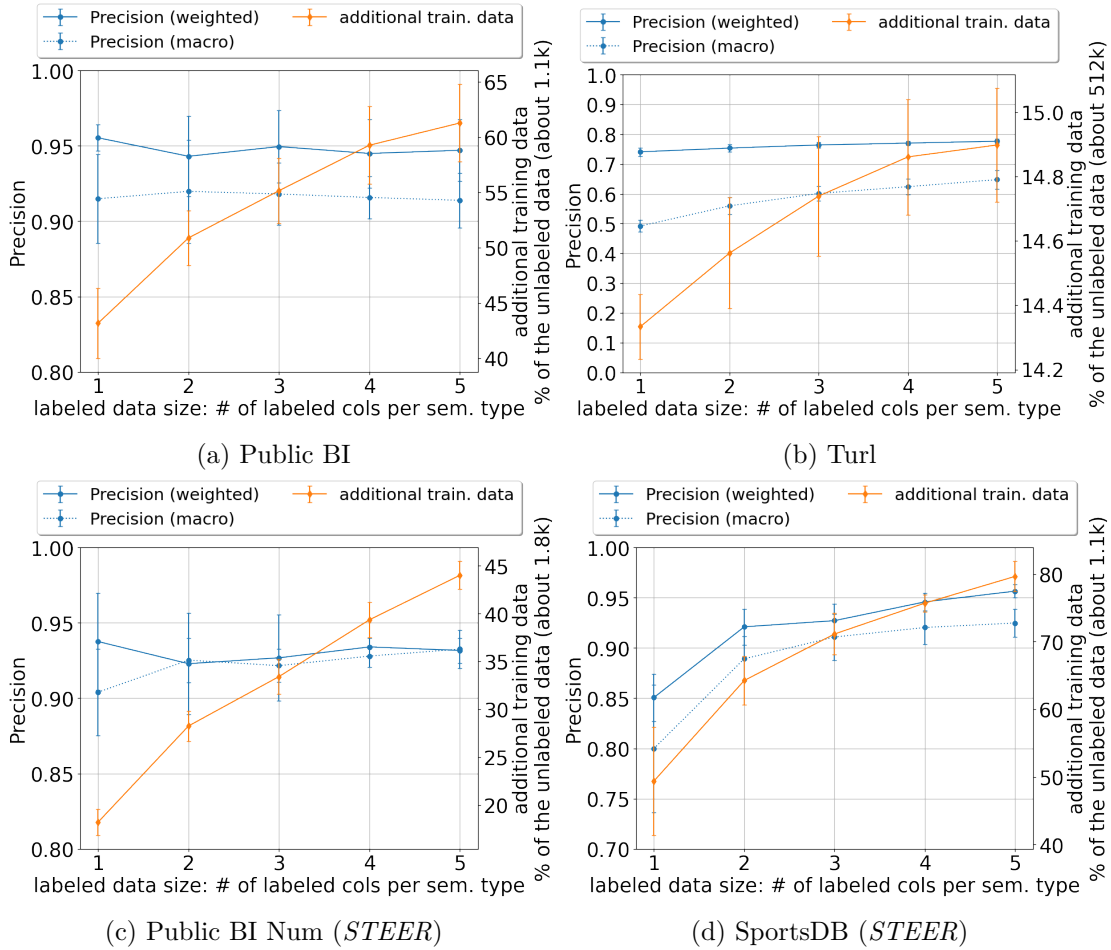 Precision (weighted)
Precision (macro)
additional train. data
1.00
0.95
0.90
0.85
0.80
Precision
65
60
55
50
45
40
additional training data
% of the unlabeled data (about 1.1k)
1 2 3 4 5
labeled data size: # of labeled cols per sem. type
(a) Public BI
Precision (weighted)
Precision (macro)
additional train. data
1.0
0.9
0.8
0.7
0.6
0.5
0.4
0.3
0.2
0.1
0.0
Precision
15.0
14.8
14.6
14.4
14.2
additional training data
% of the unlabeled data (about 512k)
1 2 3 4 5
labeled data size: # of labeled cols per sem. type
(b) Turl
Precision (weighted)
Precision (macro)
additional train. data
1.00
0.95
0.90
0.85
0.80
Precision
45
40
35
30
25
20
additional training data
% of the unlabeled data (about 1.8k)
1 2 3 4 5
labeled data size: # of labeled cols per sem. type
(c) Public BI Num (STEER)
Precision (weighted)
Precision (macro)
additional train. data
1.00
0.95
0.90
0.85
0.80
0.75
0.70
Precision
80
70
60
50
40
additional training data
% of the unlabeled data (about 1.1k)
1 2 3 4 5
labeled data size: # of labeled cols per sem. type
(d) SportsDB (STEER)